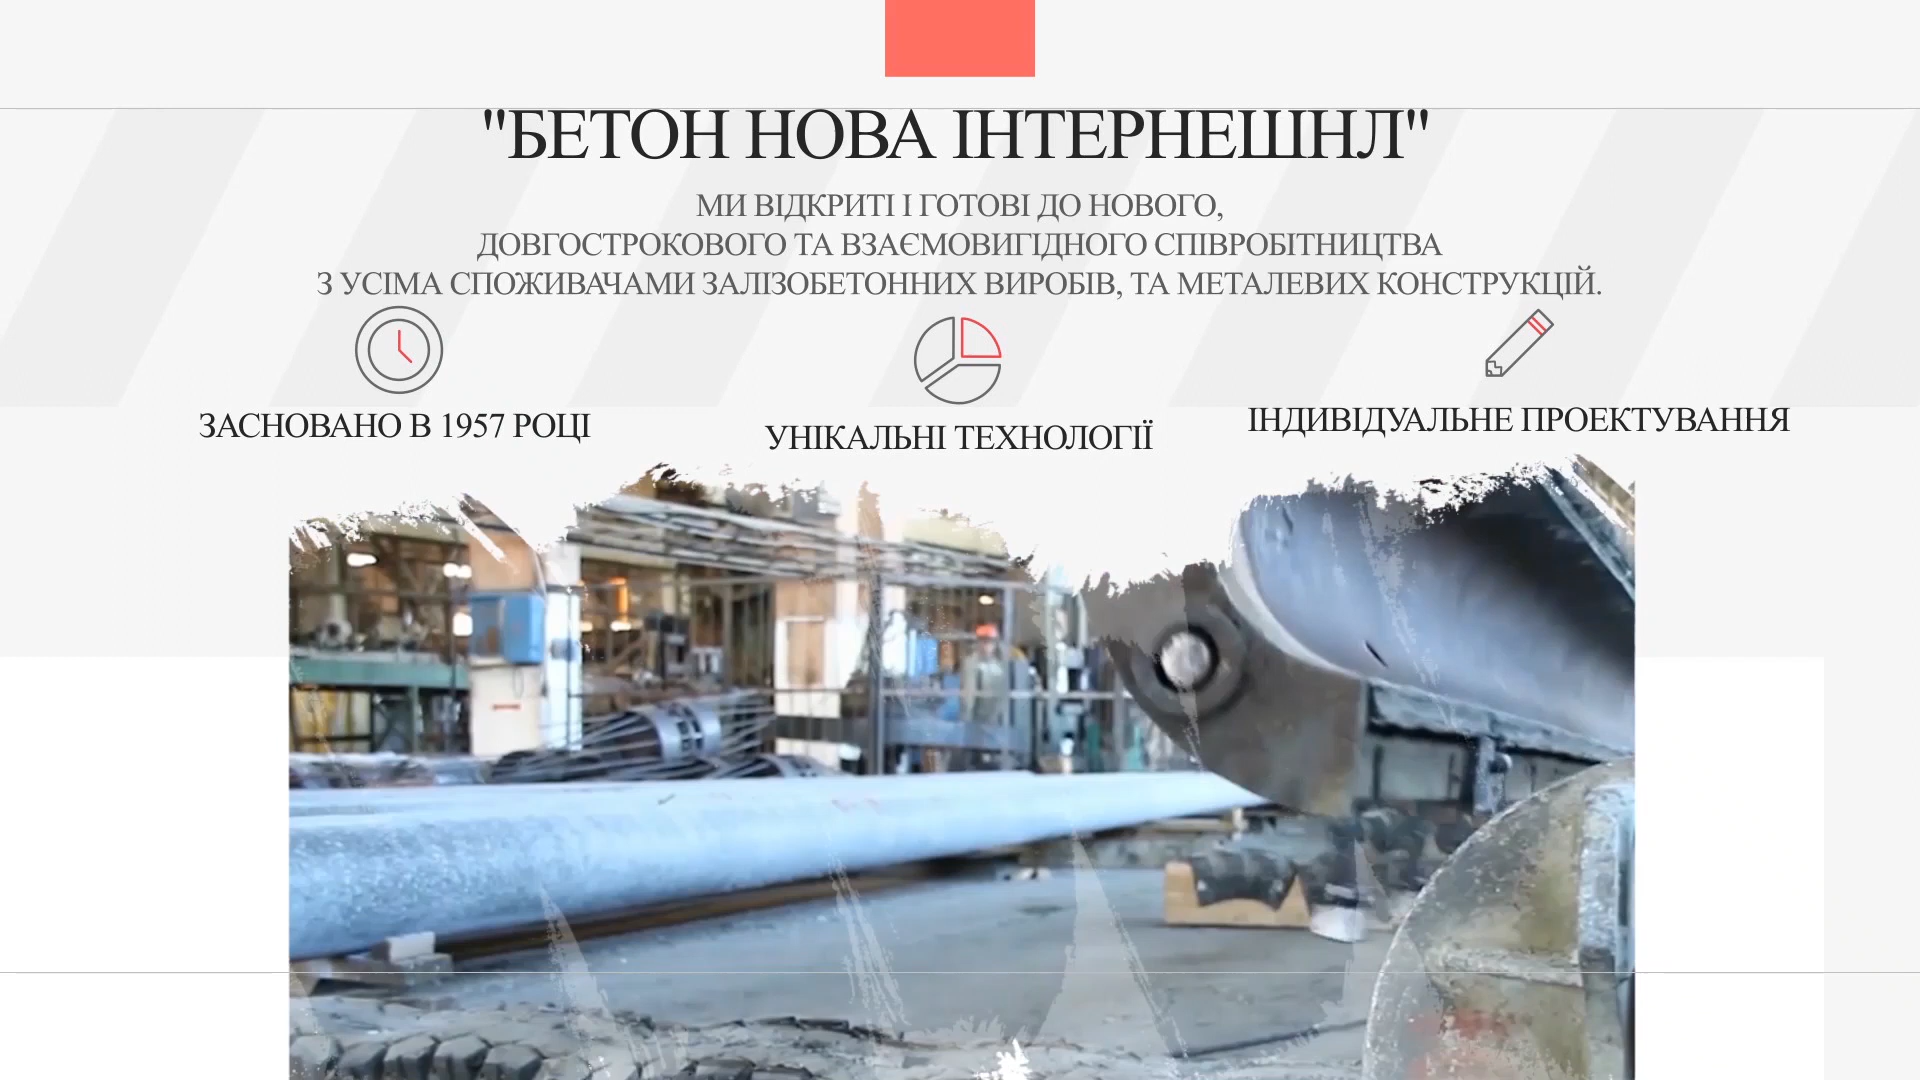 "БЕТОН НОВА ІНТЕРНЕШНЛ"
МИ ВІДКРИТІ І ГОТОВІ ДО НОВОГО,
ДОВГОСТРОКОВОГО ТА ВЗАЄМОВИГІДНОГО СПІВРОБІТНИЦТВА
З УСІМА СПОЖИВАЧАМИ ЗАЛІЗОБЕТОННИХ ВИРОБІВ, ТА МЕТАЛЕВИХ КОНСТРУКЦІЙ.
ЗАСНОВАНО В 1957 РОЦІ
УНІКАЛЬНІ ТЕХНОЛОГІЇ
ІНДИВІДУАЛЬНЕ ПРОЕКТУВАННЯ